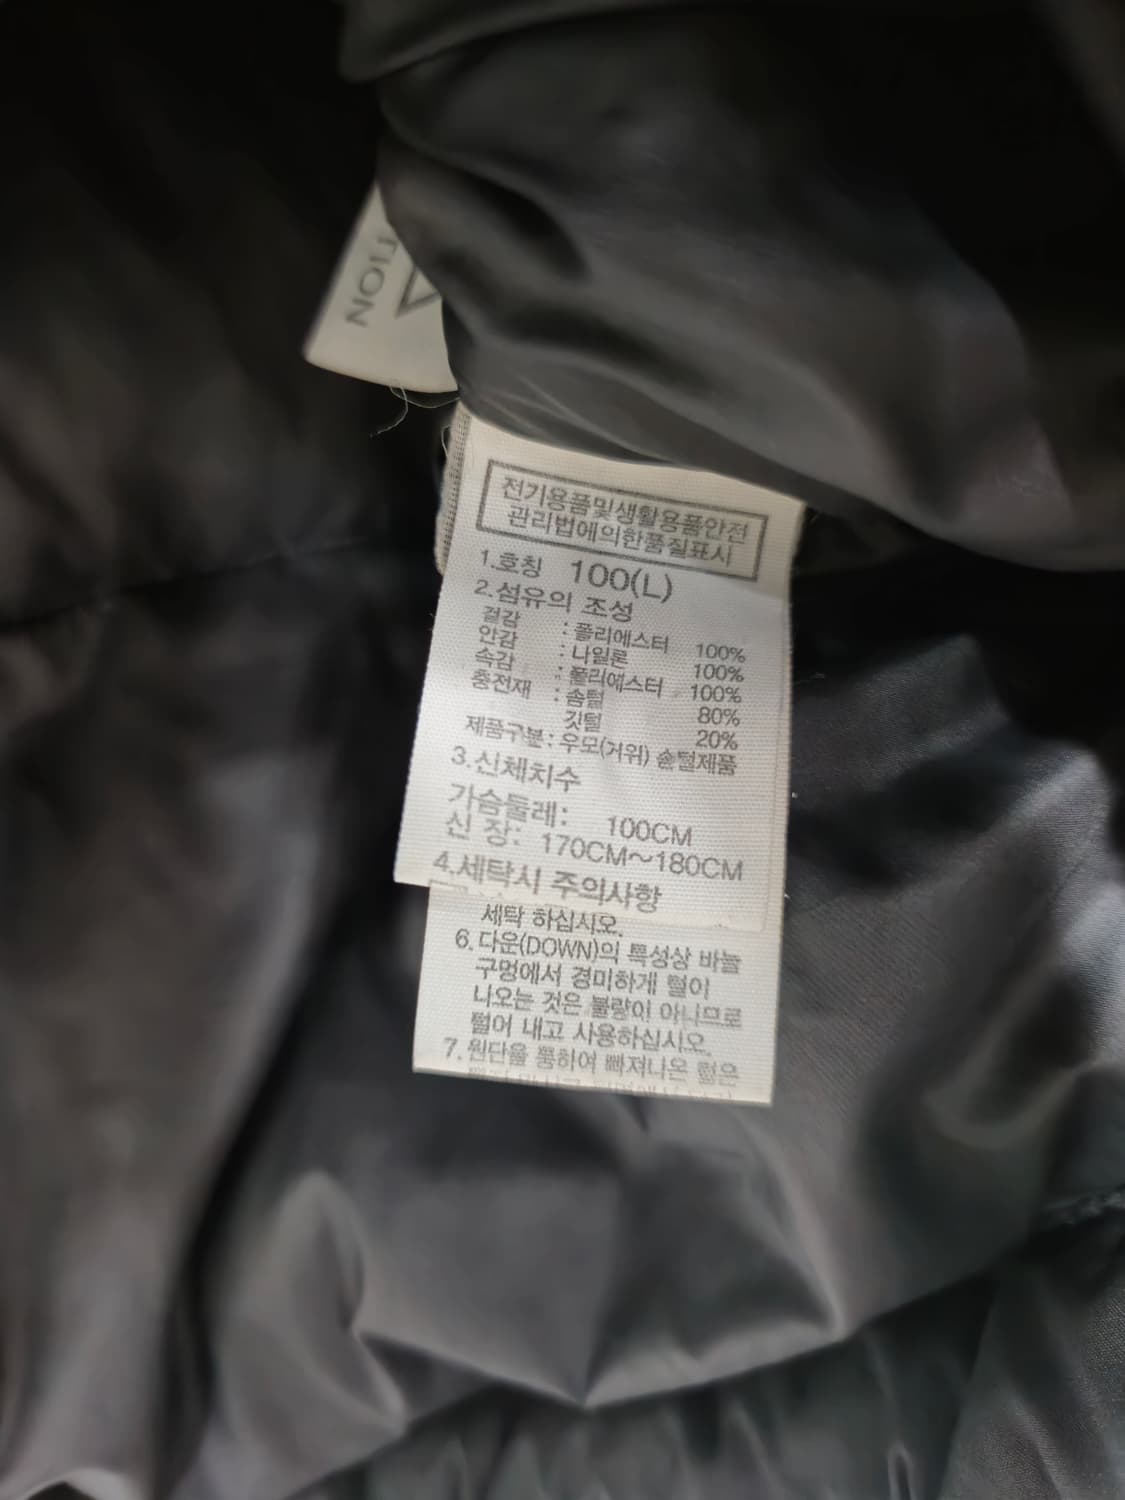 TION
전기용품및생활용품안전
관리법에의한품질표시
1.호칭 100(L)
2.섬유의 조성
겉감 : 폴리에스터 100%
안감 : 나일론 100%
속감 : 폴리에스터 100%
충전재 : 솜털 80%
깃털 20%
제품구분: 우모(거위) 솜털제품
3.신체치수
가슴둘레: 100CM
신 장: 170CM~180CM
4.세탁시 주의사항
세탁 하십시오.
6.다운(DOWN)의 특성상 바늘
구멍에서 경미하게 털이
나오는 것은 불량이 아니므로
털어 내고 사용하십시오.
7.원단을 통하여 빠져나온 털은